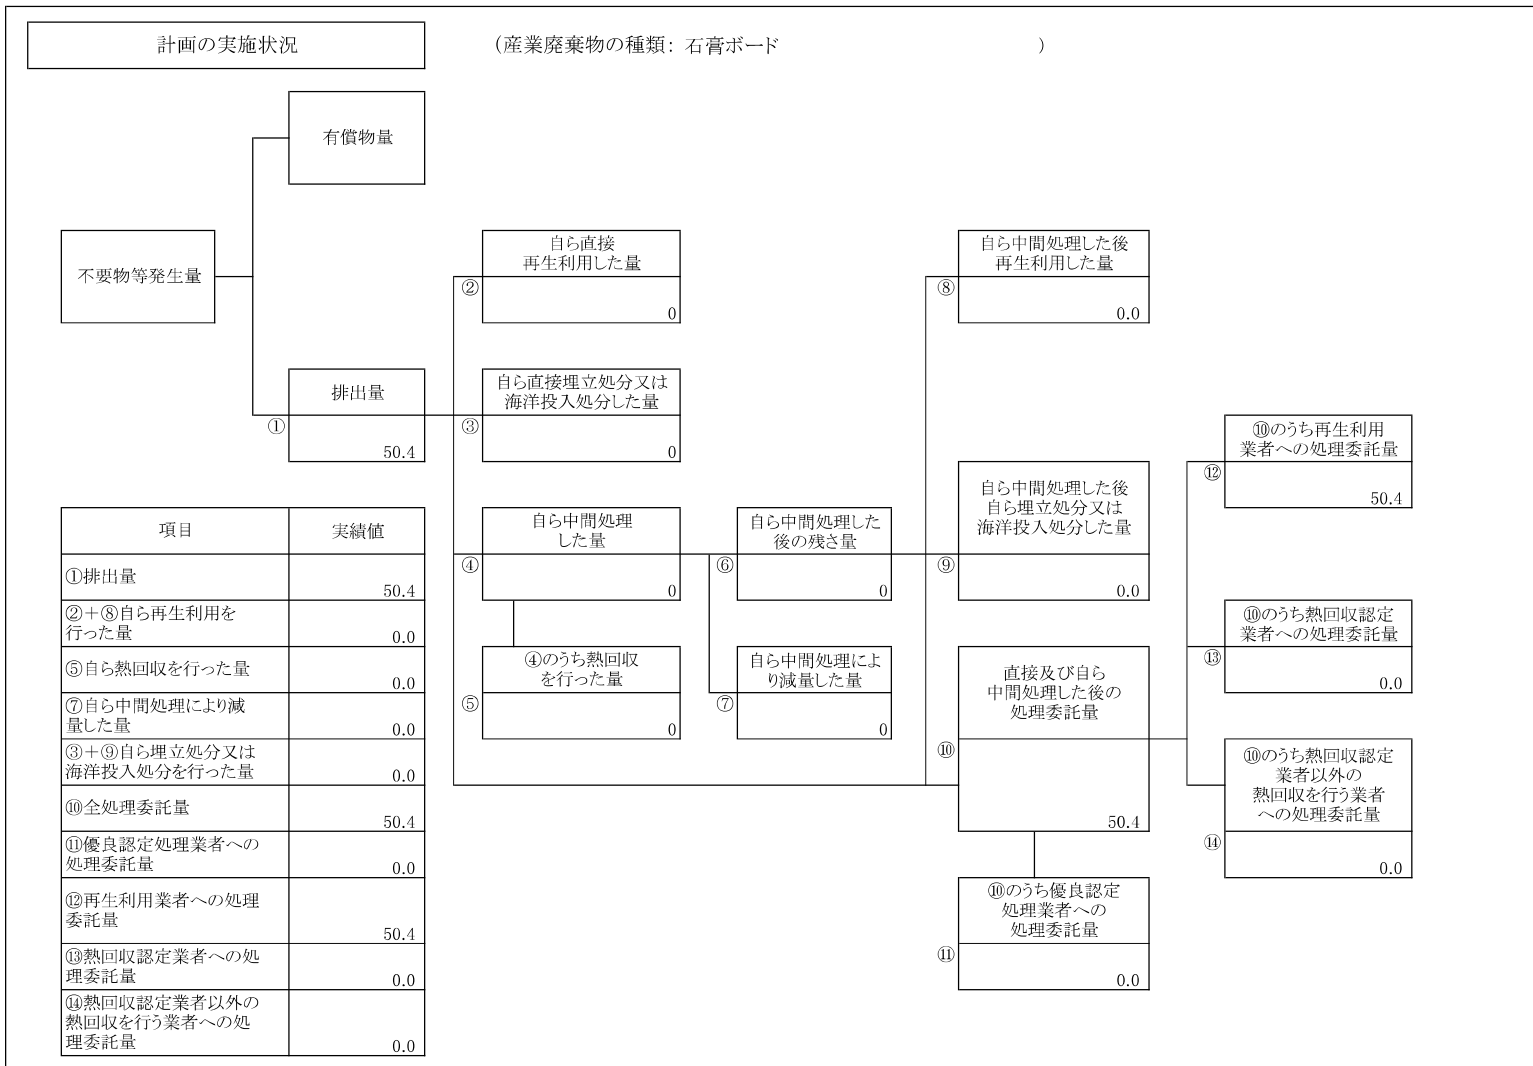 計画の実施状況
（産業廃棄物の種類： 石膏ボード ）
有償物量
不要物等発生量
排出量
①
50.4
自ら直接
再生利用した量
②
0
自ら直接埋立処分又は
海洋投入処分した量
③
0
自ら中間処理
した量
④
0
④のうち熱回収
を行った量
⑤
0
自ら中間処理した
後の残さ量
⑥
0
自ら中間処理によ
り減量した量
⑦
0
自ら中間処理した後
再生利用した量
⑧
0.0
自ら中間処理した後
自ら埋立処分又は
海洋投入処分した量
⑨
0.0
直接及び自ら
中間処理した後の
処理委託量
⑩
50.4
⑩のうち優良認定
処理業者への
処理委託量
⑪
0.0
⑩のうち再生利用
業者への処理委託量
⑫
50.4
⑩のうち熱回収認定
業者への処理委託量
⑬
0.0
⑩のうち熱回収認定
業者以外の
熱回収を行う業者
への処理委託量
⑭
0.0
項目 実績値
①排出量 50.4
②＋⑧自ら再生利用を
行った量 0.0
⑤自ら熱回収を行った量 0.0
⑦自ら中間処理により減
量した量 0.0
③＋⑨自ら埋立処分又は
海洋投入処分を行った量 0.0
⑩全処理委託量 50.4
⑪優良認定処理業者への
処理委託量 0.0
⑫再生利用業者への処理
委託量 50.4
⑬熱回収認定業者への処
理委託量 0.0
⑭熱回収認定業者以外の
熱回収を行う業者への処
理委託量 0.0